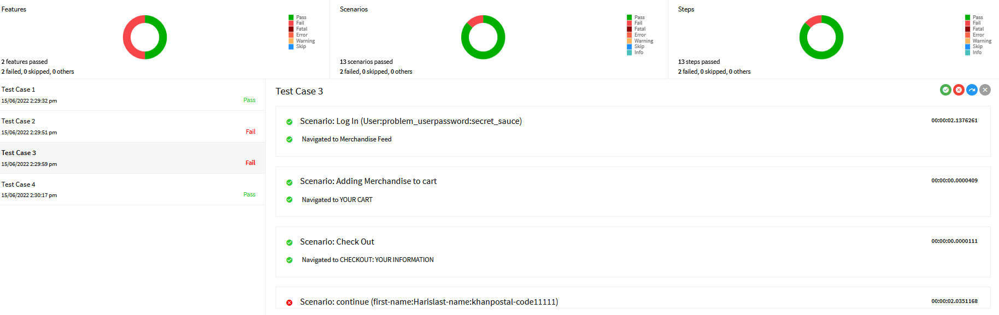 Features
Pass
Fail
Fatal
Error
Warning
Skip
2 features passed
2 failed, 0 skipped, 0 others
Scenarios
Pass
Fail
Fatal
Error
Warning
Skip
Info
13 scenarios passed
2 failed, 0 skipped, 0 others
Steps
Pass
Fail
Fatal
Error
Warning
Skip
Info
13 steps passed
2 failed, 0 skipped, 0 others
Test Case 1
15/06/2022 2:29:32 pm
Pass
Test Case 2
15/06/2022 2:29:51 pm
Fail
Test Case 3
15/06/2022 2:29:59 pm
Fail
Test Case 4
15/06/2022 2:30:17 pm
Pass
Test Case 3
Scenario: Log In (User:problem_userpassword:secret_sauce)
00:00:02.1376261
Navigated to Merchandise Feed
Scenario: Adding Merchandise to cart
00:00:00.0000409
Navigated to YOUR CART
Scenario: Check Out
00:00:00.0000111
Navigated to CHECKOUT: YOUR INFORMATION
Scenario: continue (first-name:Harislast-name:khanpostal-code11111)
00:00:02.0351168